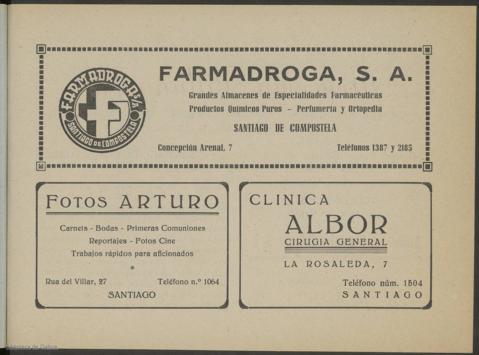 FARMADROGA S/A
SANTIAGO DE COMPOSTELA
FARMADROGA, S. A.
Grandes Almacenes de Especialidades Farmacéuticas
Productos Químicos Puros - Perfumería y Ortopedia
SANTIAGO DE COMPOSTELA
Concepción Arenal, 7 Teléfonos 1387 y 2185
FOTOS ARTURO
Carnets - Bodas - Primeras Comuniones
Reportajes - Fotos Cine
Trabajos rápidos para aficionados
*
Rua del Villar, 27 Teléfono n.º 1064
SANTIAGO
CLINICA
ALBOR
CIRUGIA GENERAL
LA ROSALEDA, 7
Teléfono núm. 1504
SANTIAGO
de Galicia